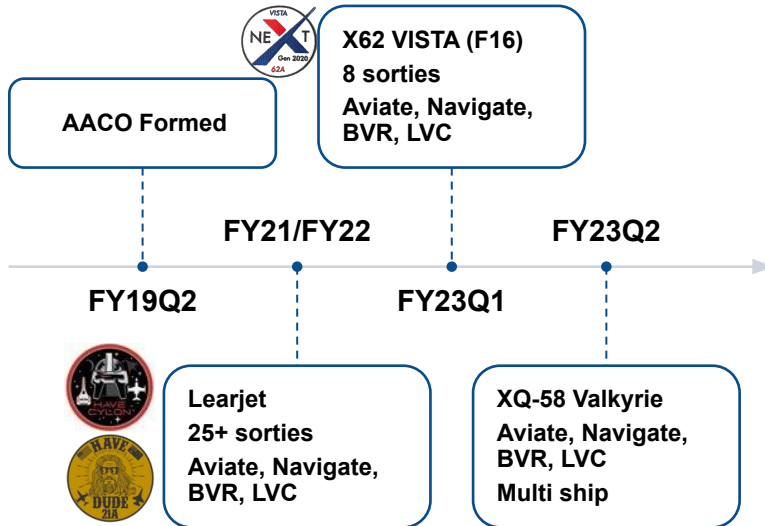 VISTA
NEXT
Gen 2020
62A
X62 VISTA (F16)
8 sorties
Aviate, Navigate,
BVR, LVC
AACO Formed
FY21/FY22
FY23Q2
FY19Q2
FY23Q1
HAVE
CYLON
HAVE
DUDE
21A
Learjet
25+ sorties
Aviate, Navigate,
BVR, LVC
XQ-58 Valkyrie
Aviate, Navigate,
BVR, LVC
Multi ship